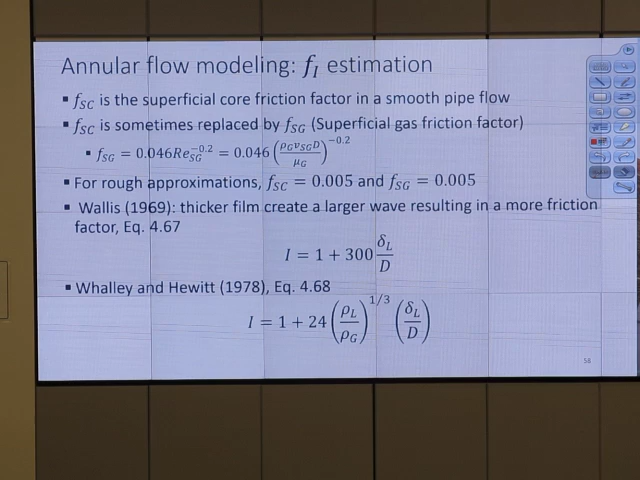 Annular flow modeling: f_I estimation
▪ f_SC is the superficial core friction factor in a smooth pipe flow
▪ f_SC is sometimes replaced by f_SG (Superficial gas friction factor)
▪ f_SG = 0.046Re_SG^−0.2 = 0.046 (ρ_G v_SG D / μ_G)^−0.2
▪ For rough approximations, f_SC = 0.005 and f_SG = 0.005
▪ Wallis (1969): thicker film create a larger wave resulting in a more friction
factor, Eq. 4.67
I = 1 + 300 δ_L / D
▪ Whalley and Hewitt (1978), Eq. 4.68
I = 1 + 24 (ρ_L / ρ_G)^1/3 (δ_L / D)
58